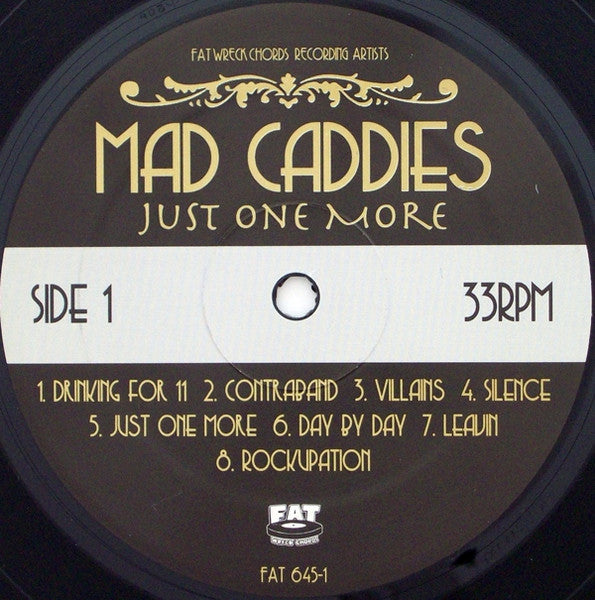 FAT WRECK CHORDS RECORDING ARTISTS
MAD CADDIES
JUST ONE MORE
SIDE 1
33RPM
1. DRINKING FOR 11 2. CONTRABAND 3. VILLAINS 4. SILENCE
5. JUST ONE MORE 6. DAY BY DAY 7. LEAVIN
8. ROCKUPATION
FAT
WRECK CHORDS
FAT 645-1